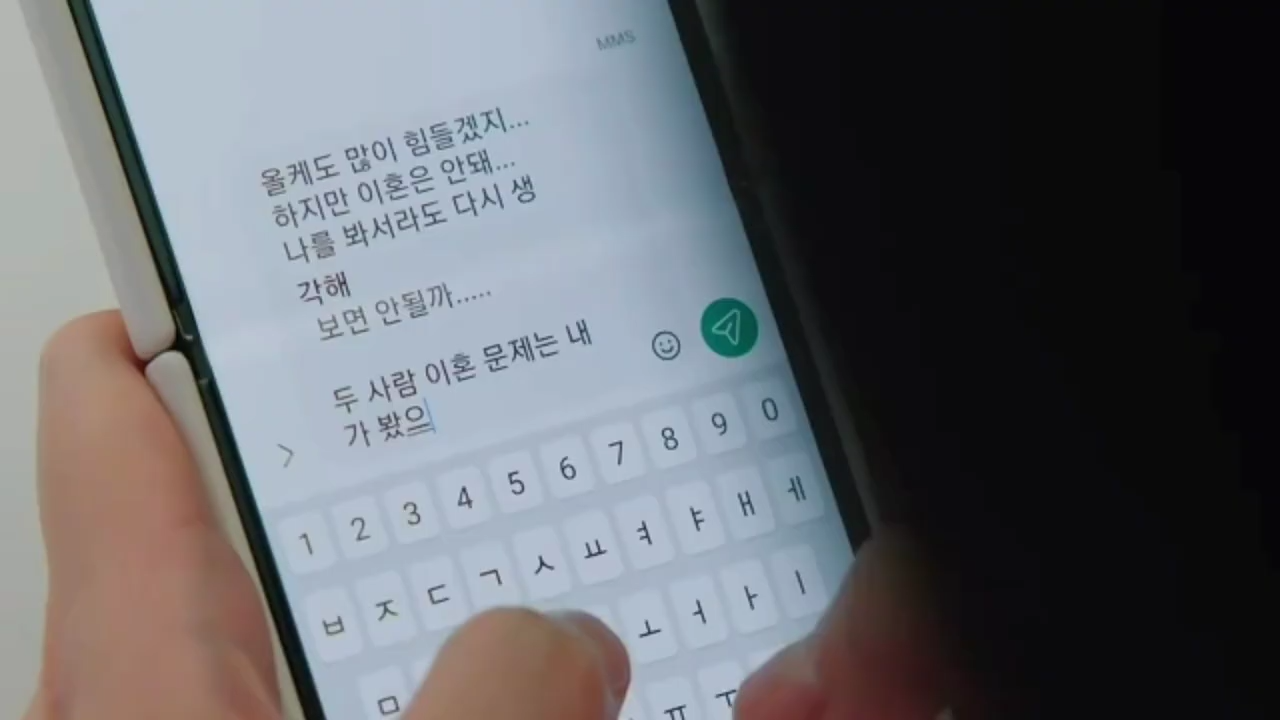 MMS
올케도 많이 힘들겠지...
하지만 이혼은 안돼...
나를 봐서라도 다시 생
각해
보면 안될까.....
두 사람 이혼 문제는 내
가 봤으
1 2 3 4 5 6 7 8 9 0
ㅂ ㅈ ㄷ ㄱ ㅅ ㅛ ㅕ ㅑ ㅐ ㅔ
ㅁ ㅗ ㅓ ㅏ ㅣ
ㅠ ㅜ